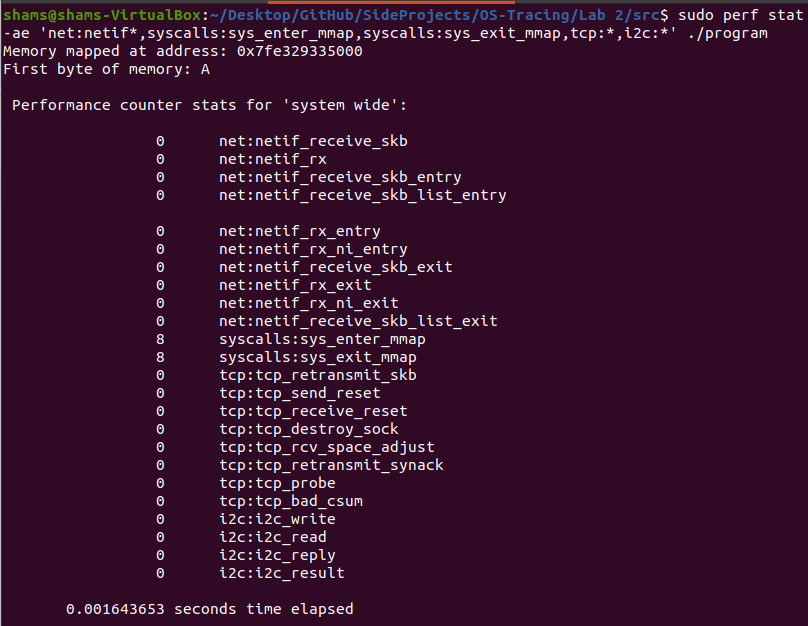 shams@shams-VirtualBox:~/Desktop/GitHub/SideProjects/OS-Tracing/Lab 2/src$ sudo perf stat
-ae 'net:netif*,syscalls:sys_enter_mmap,syscalls:sys_exit_mmap,tcp:*,i2c:*' ./program
Memory mapped at address: 0x7fe329335000
First byte of memory: A
Performance counter stats for 'system wide':
0 net:netif_receive_skb
0 net:netif_rx
0 net:netif_receive_skb_entry
0 net:netif_receive_skb_list_entry
0 net:netif_rx_entry
0 net:netif_rx_ni_entry
0 net:netif_receive_skb_exit
0 net:netif_rx_exit
0 net:netif_rx_ni_exit
0 net:netif_receive_skb_list_exit
8 syscalls:sys_enter_mmap
8 syscalls:sys_exit_mmap
0 tcp:tcp_retransmit_skb
0 tcp:tcp_send_reset
0 tcp:tcp_receive_reset
0 tcp:tcp_destroy_sock
0 tcp:tcp_rcv_space_adjust
0 tcp:tcp_retransmit_synack
0 tcp:tcp_probe
0 tcp:tcp_bad_csum
0 i2c:i2c_write
0 i2c:i2c_read
0 i2c:i2c_reply
0 i2c:i2c_result
0.001643653 seconds time elapsed